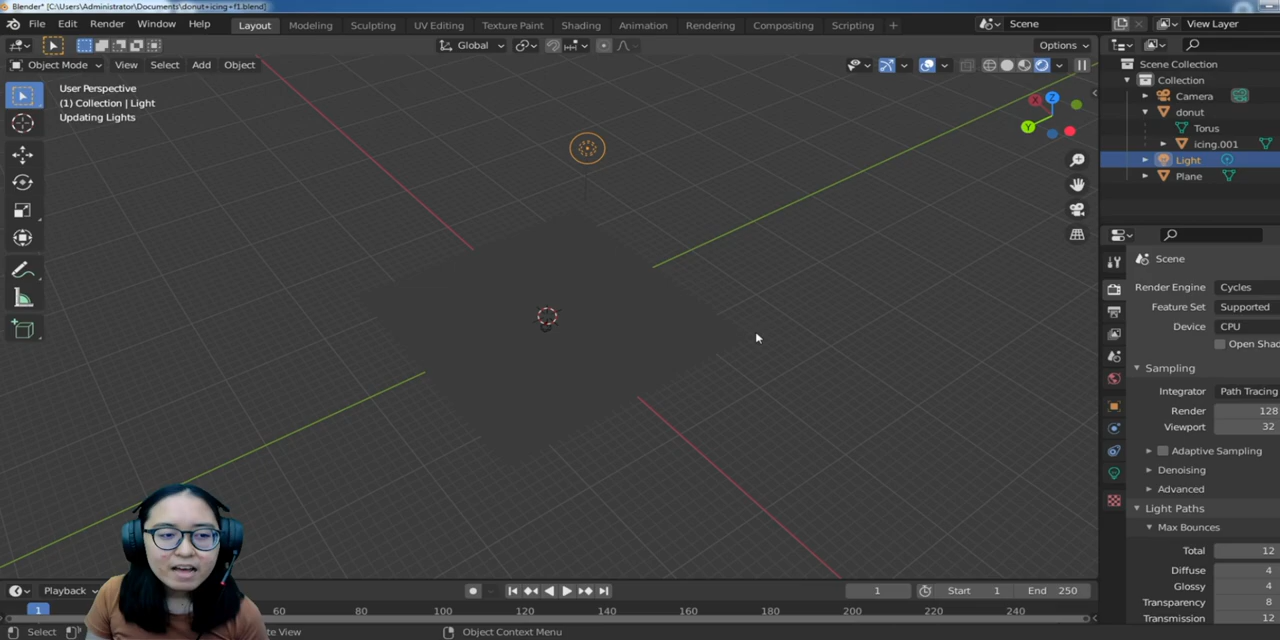 Blender* [C:\Users\Administrator\Documents\donut+icing+f1.blend]
File Edit Render Window Help Layout Modeling Sculpting UV Editing Texture Paint Shading Animation Rendering Compositing Scripting + Scene View Layer
Global Options
Object Mode View Select Add Object
User Perspective
(1) Collection | Light
Updating Lights
X
Z
Y
Scene Collection
Collection
Camera
donut
Torus
icing.001
Light
Plane
Scene
Render Engine Cycles
Feature Set Supported
Device CPU
Open Shad
Sampling
Integrator Path Tracing
Render 128
Viewport 32
Adaptive Sampling
Denoising
Advanced
Light Paths
Max Bounces
Total 12
Diffuse 4
Glossy 4
Transparency 8
Transmission 12
Playback 1 Start 1 End 250
1 60 80 100 120 140 160 180 200 220 240
Select te View Object Context Menu